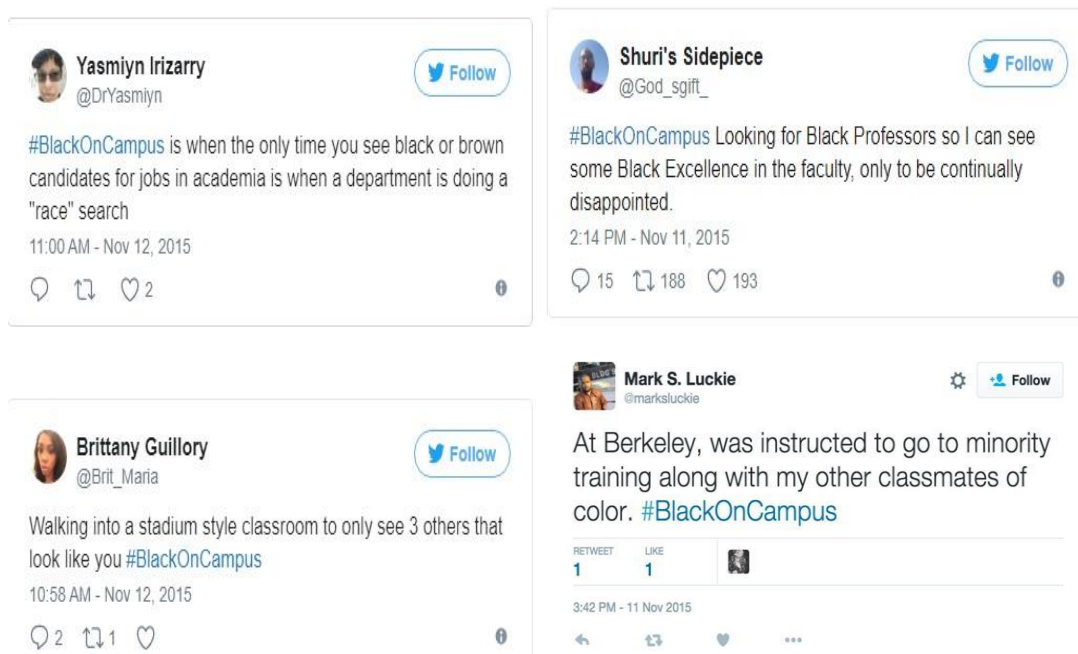 Yasmiyn Irizarry
@DrYasmiyn
Follow
#BlackOnCampus is when the only time you see black or brown
candidates for jobs in academia is when a department is doing a
"race" search
11:00 AM - Nov 12, 2015
2
Shuri's Sidepiece
@God_sgift_
Follow
#BlackOnCampus Looking for Black Professors so I can see
some Black Excellence in the faculty, only to be continually
disappointed.
2:14 PM - Nov 11, 2015
15 188 193
Brittany Guillory
@Brit_Maria
Follow
Walking into a stadium style classroom to only see 3 others that
look like you #BlackOnCampus
10:58 AM - Nov 12, 2015
2 1
Mark S. Luckie
@marksluckie
Follow
At Berkeley, was instructed to go to minority
training along with my other classmates of
color. #BlackOnCampus
RETWEET LIKE
1 1
3:42 PM - 11 Nov 2015